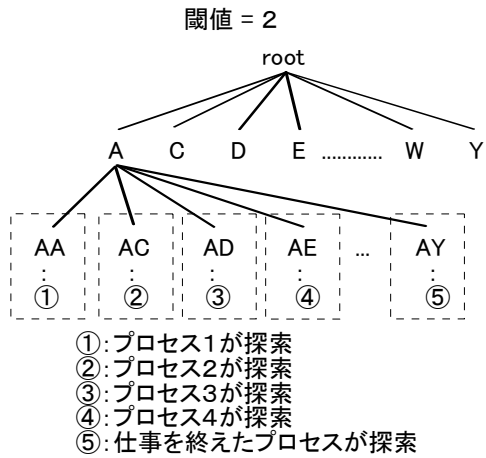 閾値 = 2
root
A C D E ............ W Y
AA AC AD AE ... AY
: : : : :
① ② ③ ④ ⑤
①:プロセス1が探索
②:プロセス2が探索
③:プロセス3が探索
④:プロセス4が探索
⑤:仕事を終えたプロセスが探索